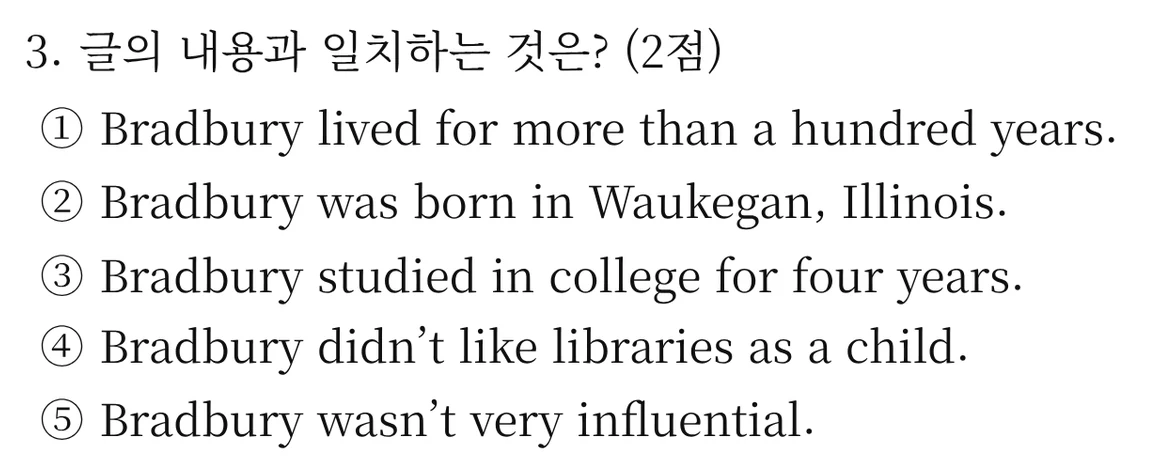 3. 글의 내용과 일치하는 것은? (2점)
① Bradbury lived for more than a hundred years.
② Bradbury was born in Waukegan, Illinois.
③ Bradbury studied in college for four years.
④ Bradbury didn’t like libraries as a child.
⑤ Bradbury wasn’t very influential.